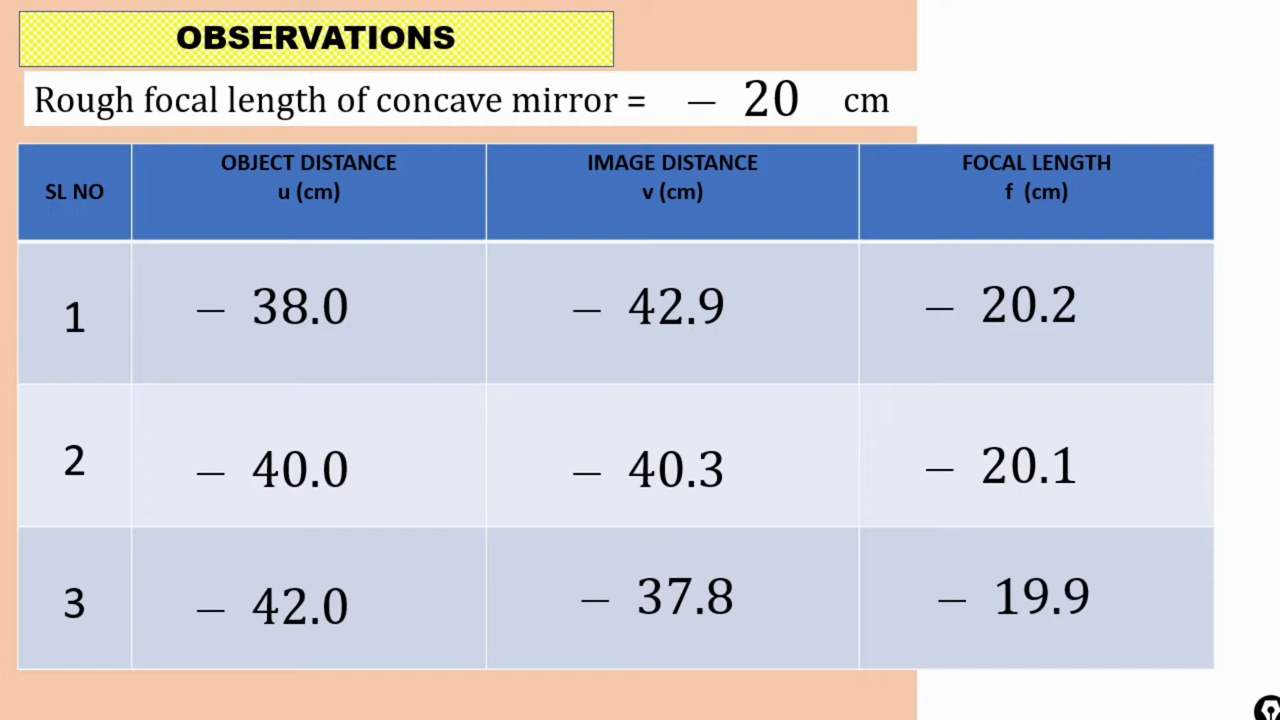 OBSERVATIONS
Rough focal length of concave mirror = − 20 cm
SL NO
OBJECT DISTANCE
u (cm)
IMAGE DISTANCE
v (cm)
FOCAL LENGTH
f (cm)
1 − 38.0 − 42.9 − 20.2
2 − 40.0 − 40.3 − 20.1
3 − 42.0 − 37.8 − 19.9